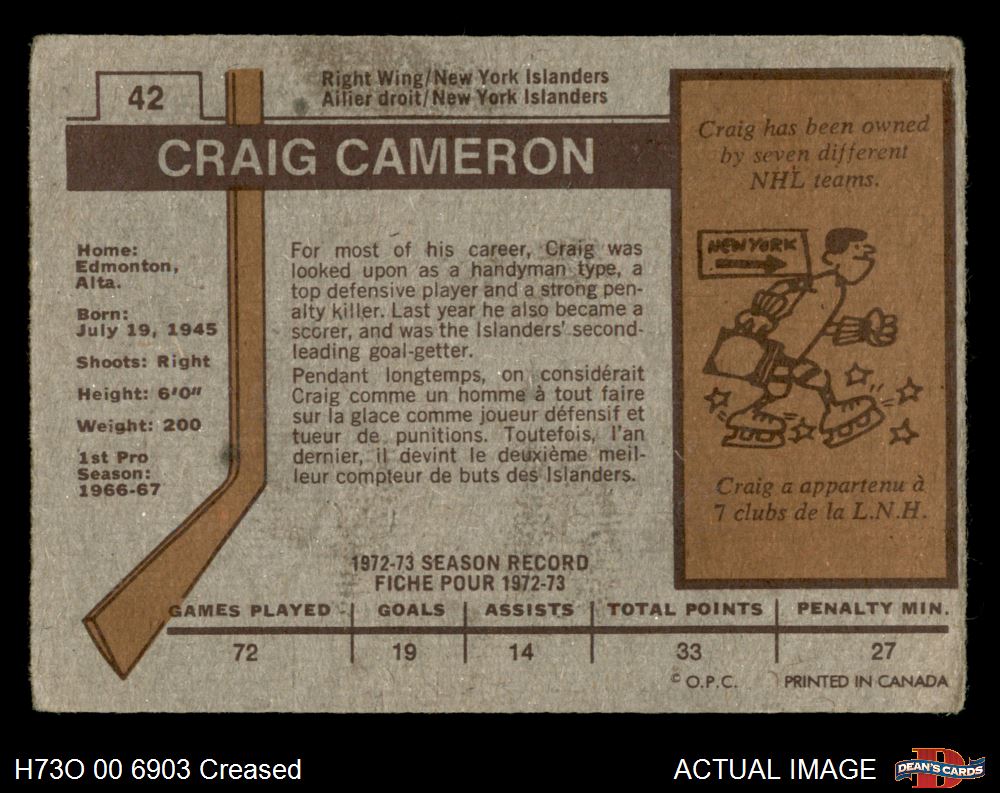 42
Right Wing/New York Islanders
Ailier droit/New York Islanders
CRAIG CAMERON
Home:
Edmonton,
Alta.
Born:
July 19, 1945
Shoots: Right
Height: 6'0"
Weight: 200
1st Pro
Season:
1966-67
For most of his career, Craig was
looked upon as a handyman type, a
top defensive player and a strong pen-
alty killer. Last year he also became a
scorer, and was the Islanders' second-
leading goal-getter.
Pendant longtemps, on considérait
Craig comme un homme à tout faire
sur la glace comme joueur défensif et
tueur de punitions. Toutefois, l'an
dernier, il devint le deuxième meil-
leur compteur de buts des Islanders.
Craig has been owned
by seven different
NHL teams.
NEW YORK
Craig a appartenu à
7 clubs de la L.N.H.
1972-73 SEASON RECORD
FICHE POUR 1972-73
GAMES PLAYED GOALS ASSISTS TOTAL POINTS PENALTY MIN.
72 19 14 33 27
© O.P.C. PRINTED IN CANADA
H73O 00 6903 Creased
ACTUAL IMAGE
D
DEAN'S CARDS